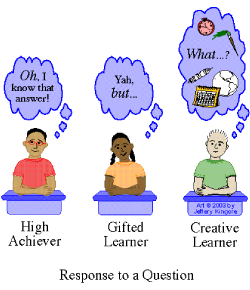 Oh, I
know that
answer!
Yah,
but...
What...?
Art © 2003 by
Jeffery Kingore
High
Achiever
Gifted
Learner
Creative
Learner
Response to a Question